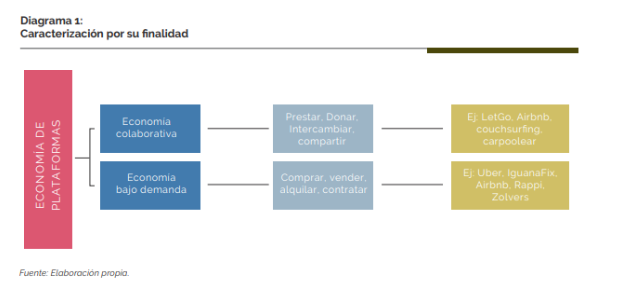 Diagrama 1:
Caracterización por su finalidad
ECONOMÍA DE
PLATAFORMAS
Economía
colaborativa
Prestar, Donar,
Intercambiar,
compartir
Ej: LetGo, Airbnb,
couchsurfing,
carpoolear
Economía
bajo demanda
Comprar, vender,
alquilar, contratar
Ej: Uber, IguanaFix,
Airbnb, Rappi,
Zolvers
Fuente: Elaboración propia.